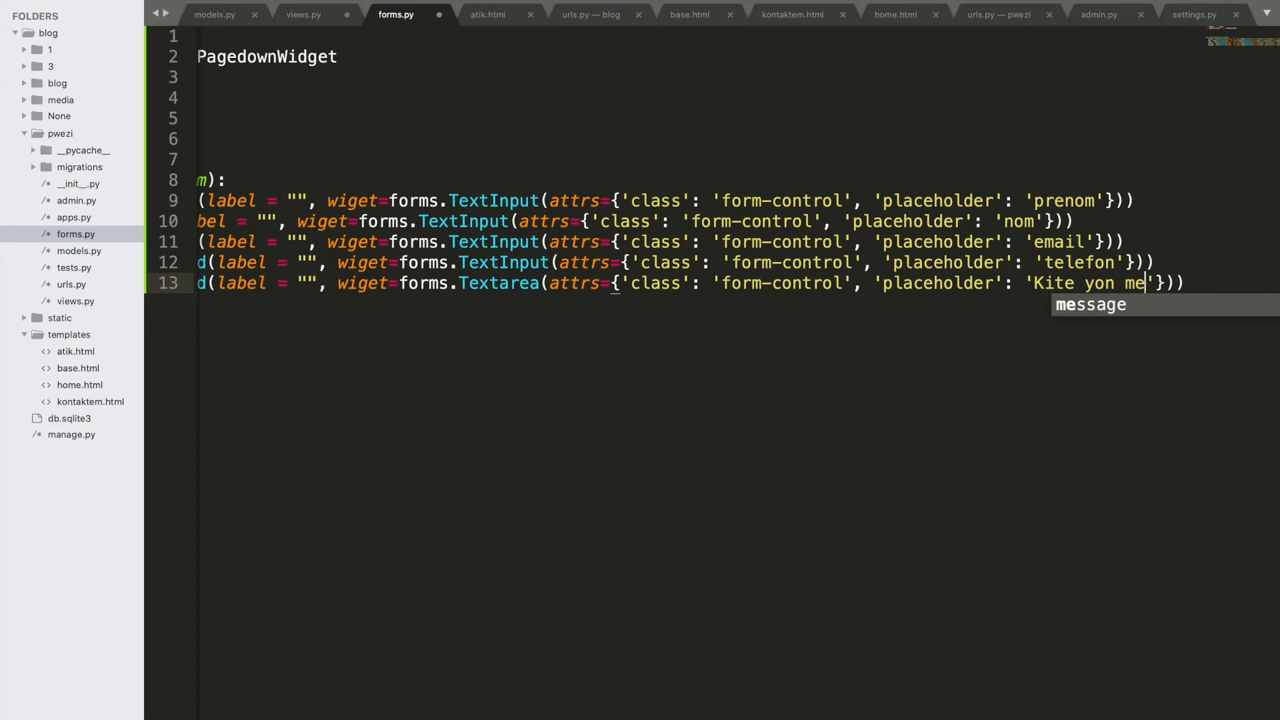 FOLDERS
blog
1
3
blog
media
None
pwezi
__pycache__
migrations
__init__.py
admin.py
apps.py
forms.py
models.py
tests.py
urls.py
views.py
static
templates
atik.html
base.html
home.html
kontaktem.html
db.sqlite3
manage.py
models.py
views.py
forms.py
atik.html
urls.py — blog
base.html
kontaktem.html
home.html
urls.py — pwezi
admin.py
settings.py
1
2 PagedownWidget
3
4
5
6
7
8 m):
9 (label = "", wiget=forms.TextInput(attrs={'class': 'form-control', 'placeholder': 'prenom'}))
10 bel = "", wiget=forms.TextInput(attrs={'class': 'form-control', 'placeholder': 'nom'}))
11 (label = "", wiget=forms.TextInput(attrs={'class': 'form-control', 'placeholder': 'email'}))
12 d(label = "", wiget=forms.TextInput(attrs={'class': 'form-control', 'placeholder': 'telefon'}))
13 d(label = "", wiget=forms.Textarea(attrs={'class': 'form-control', 'placeholder': 'Kite yon me'}))
message